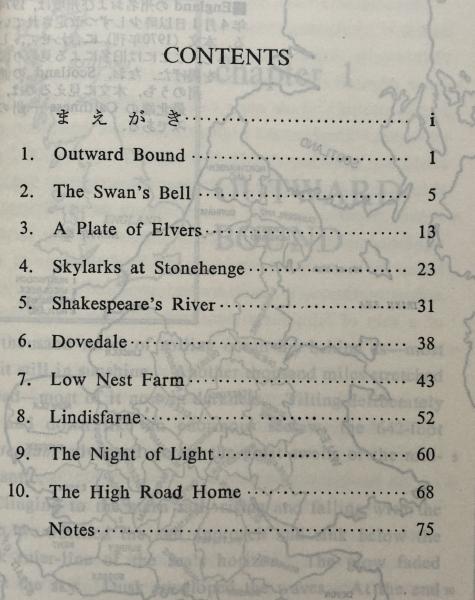 CONTENTS
まえがき i
1. Outward Bound 1
2. The Swan's Bell 5
3. A Plate of Elvers 13
4. Skylarks at Stonehenge 23
5. Shakespeare's River 31
6. Dovedale 38
7. Low Nest Farm 43
8. Lindisfarne 52
9. The Night of Light 60
10. The High Road Home 68
Notes 75